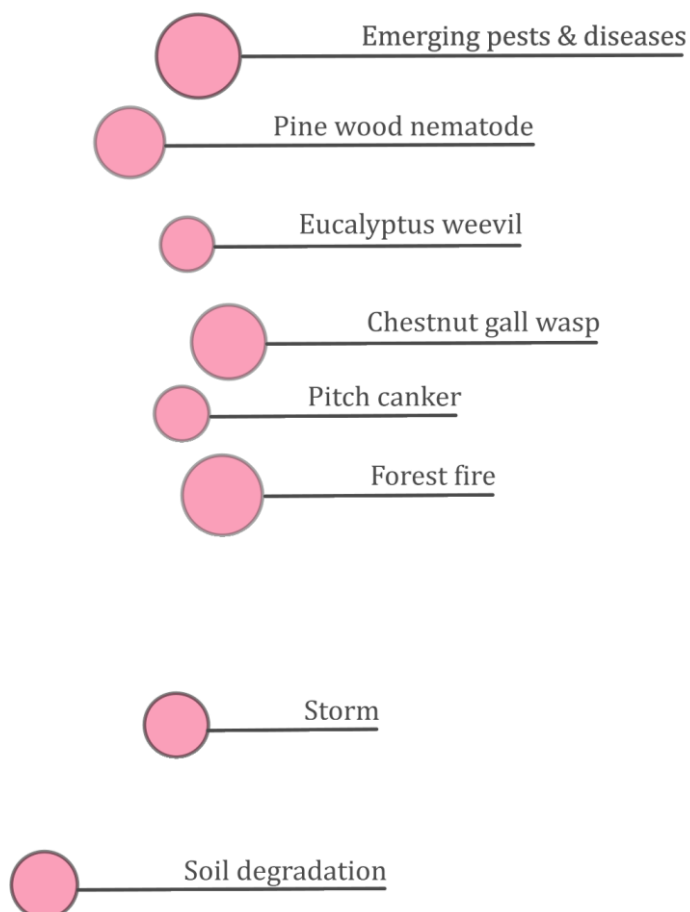 Emerging pests & diseases
Pine wood nematode
Eucalyptus weevil
Chestnut gall wasp
Pitch canker
Forest fire
Storm
Soil degradation